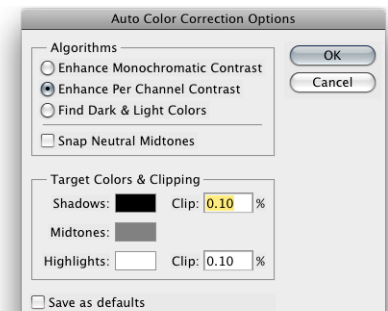 Auto Color Correction Options
Algorithms
Enhance Monochromatic Contrast
Enhance Per Channel Contrast
Find Dark & Light Colors
Snap Neutral Midtones
OK
Cancel
Target Colors & Clipping
Shadows: Clip: 0.10 %
Midtones:
Highlights: Clip: 0.10 %
Save as defaults